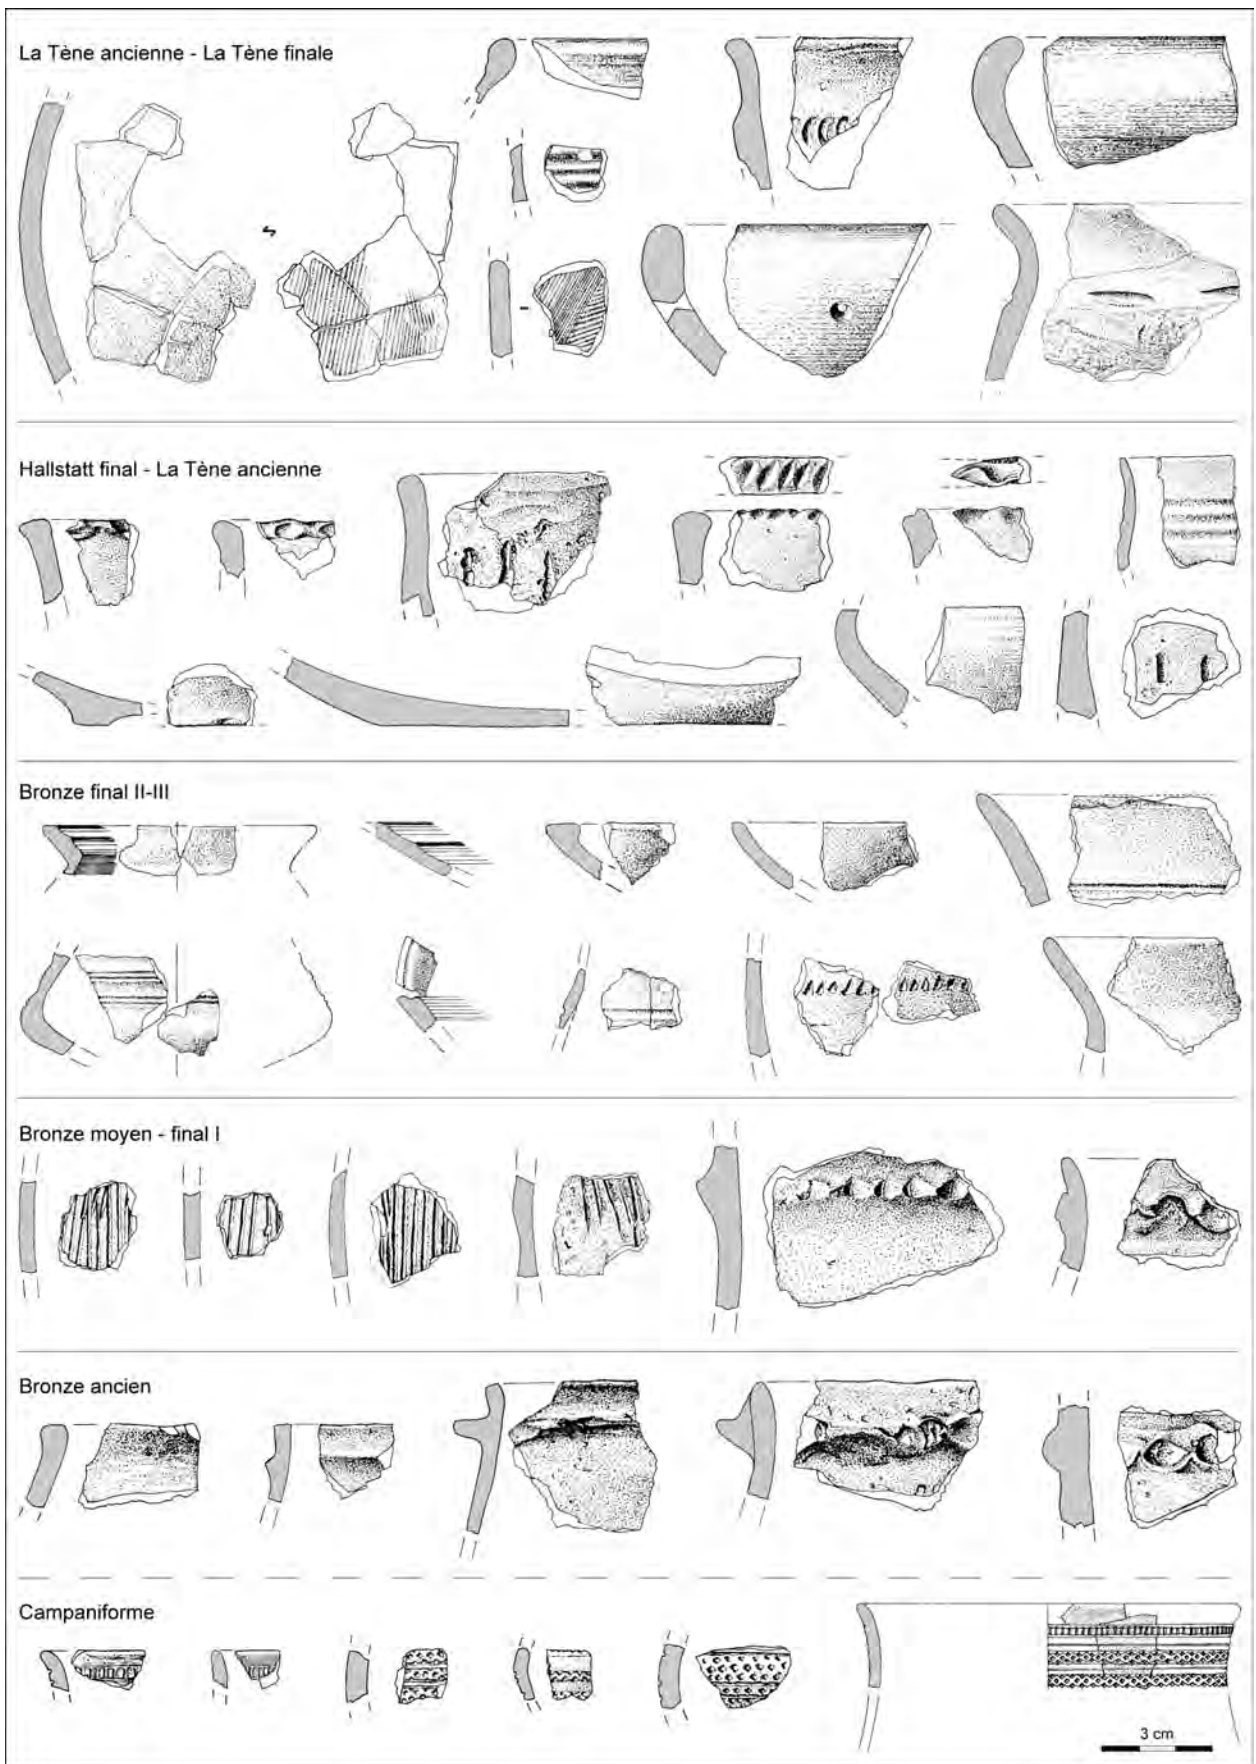 La Tène ancienne - La Tène finale
Hallstatt final - La Tène ancienne
Bronze final II-III
Bronze moyen - final I
Bronze ancien
Campaniforme
3 cm